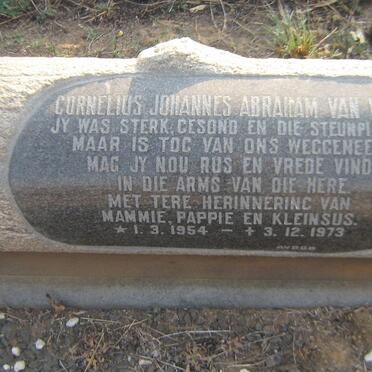 CORNELIUS JOHANNES ABRADAM VAN
JY WAS STERK, GESOND EN DIE STEUNPI
MAAR IS TOG VAN ONS WEGGENEE
MAG JY NOU RUS EN VREDE VIND
IN DIE ARMS VAN DIE HERE
MET TERE HERINNERING VAN
MAMMIE, PAPPIE EN KLEINSUS.
★ 1. 3. 1954 — + 3. 12. 1973